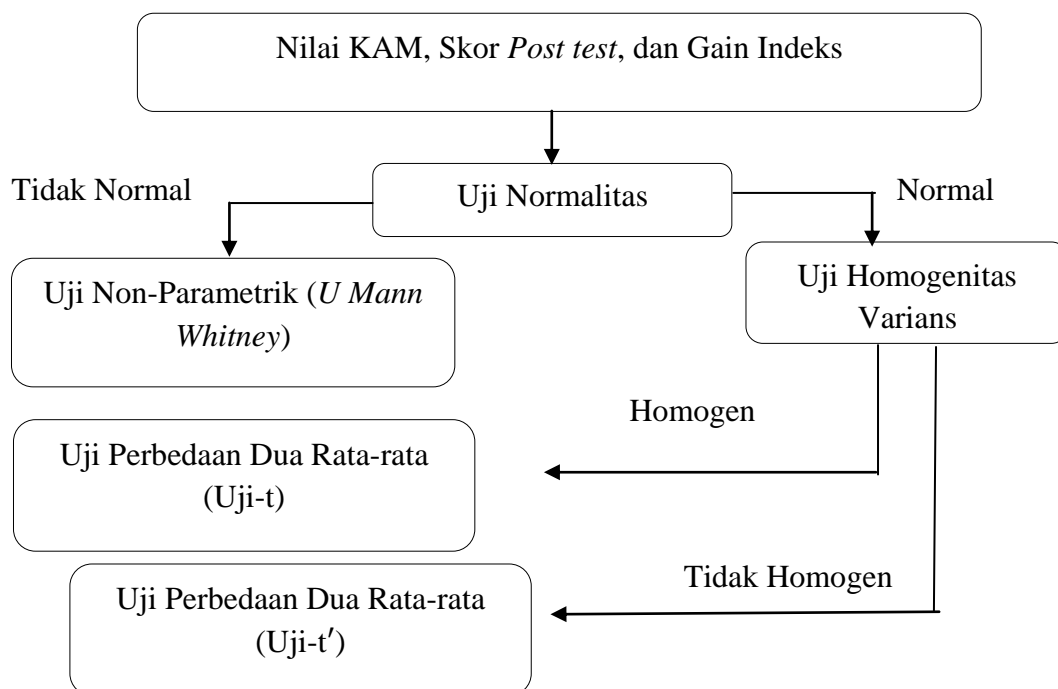 Nilai KAM, Skor Post test, dan Gain Indeks
Tidak Normal
Uji Normalitas
Normal
Uji Non-Parametrik (U Mann
Whitney)
Uji Homogenitas
Varians
Homogen
Uji Perbedaan Dua Rata-rata
(Uji-t)
Tidak Homogen
Uji Perbedaan Dua Rata-rata
(Uji-t′)